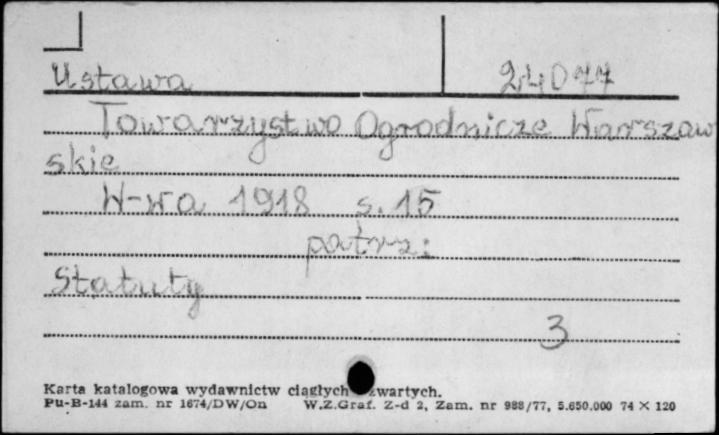 Ustawa 24077
Towarzystwo Ogrodnicze Warszaw
skie
W-wa 1918 s. 15
patrz:
Statuty
3
Karta katalogowa wydawnictw ciągłych zwartych.
Pu-B-144 zam. nr 1674/DW/On W.Z.Graf. Z-d 2, Zam. nr 988/77, 5.650.000 74 X 120